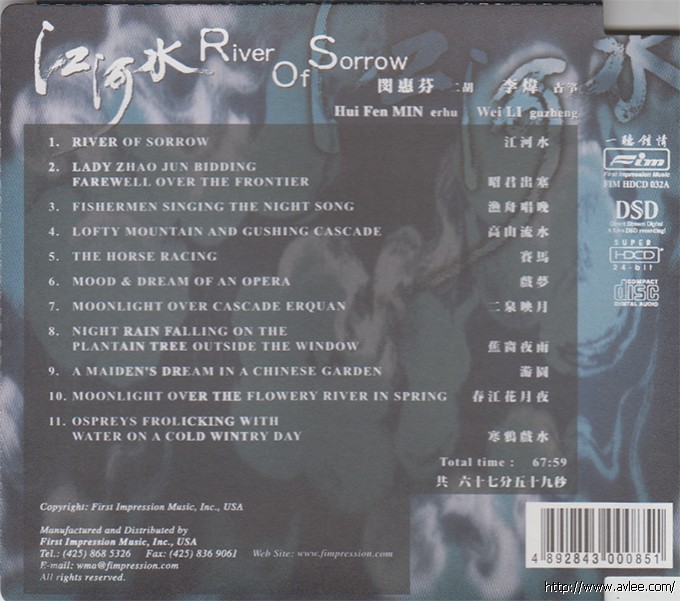 江河水 River Of Sorrow
閔惠芬 二胡 李煒 古箏
Hui Fen MIN erhu Wei LI guzheng
1. RIVER OF SORROW 江河水
2. LADY ZHAO JUN BIDDING
FAREWELL OVER THE FRONTIER 昭君出塞
3. FISHERMEN SINGING THE NIGHT SONG 漁舟唱晚
4. LOFTY MOUNTAIN AND GUSHING CASCADE 高山流水
5. THE HORSE RACING 賽馬
6. MOOD & DREAM OF AN OPERA 戲夢
7. MOONLIGHT OVER CASCADE ERQUAN 二泉映月
8. NIGHT RAIN FALLING ON THE
PLANTAIN TREE OUTSIDE THE WINDOW 蕉窗夜雨
9. A MAIDEN'S DREAM IN A CHINESE GARDEN 游園
10. MOONLIGHT OVER THE FLOWERY RIVER IN SPRING 春江花月夜
11. OSPREYS FROLICKING WITH
WATER ON A COLD WINTRY DAY 寒鴉戲水
Total time : 67:59
共 六十七分五十九秒
一聽鍾情
Fim
First Impression Music
FIM HDCD 032A
DSD
Direct Stream Digital
SUPER
HDCD
24-bit
COMPACT
disc
DIGITAL AUDIO
Copyright: First Impression Music, Inc., USA
Manufactured and Distributed by
First Impression Music, Inc., USA
Tel.: (425) 868 5326 Fax: (425) 836 9061 Web Site: www.fimpression.com
E-mail: wma@fimpression.com
All rights reserved.
4 892843 000851
http://www.avlee.com